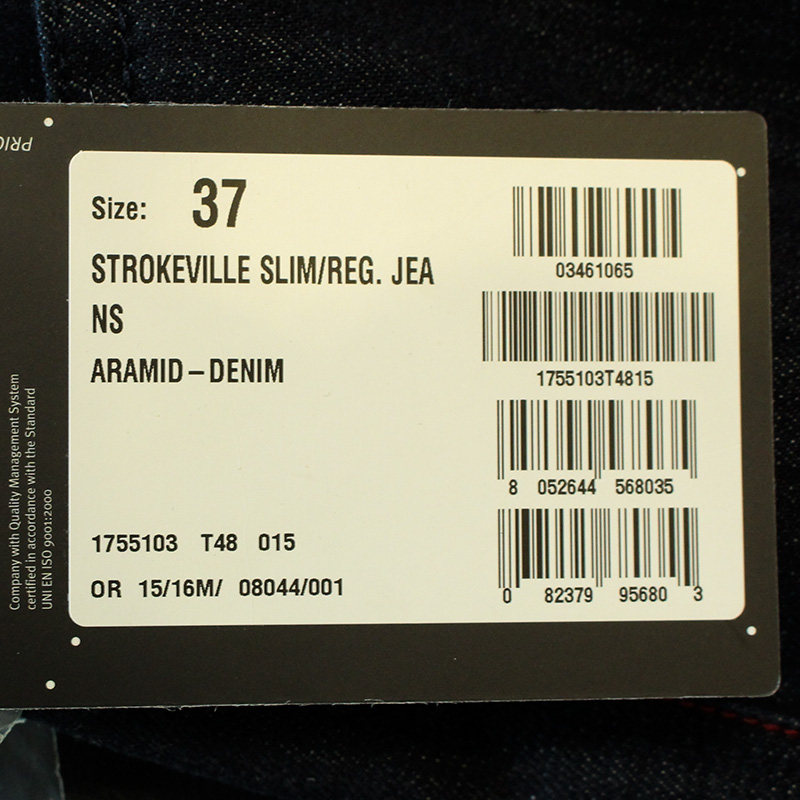 PRIC
Company with Quality Management System
certified in accordance with the Standard
UNI EN ISO 9001:2000
Size: 37
STROKEVILLE SLIM/REG. JEA
NS
ARAMID-DENIM
1755103 T48 015
OR 15/16M/ 08044/001
03461065
1755103T4815
8 052644 568035
0 82379 95680 3